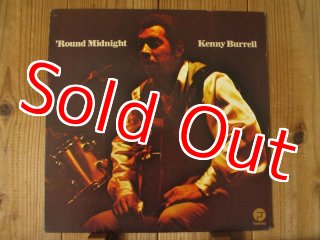 'Round Midnight
Kenny Burrell
Sold Out